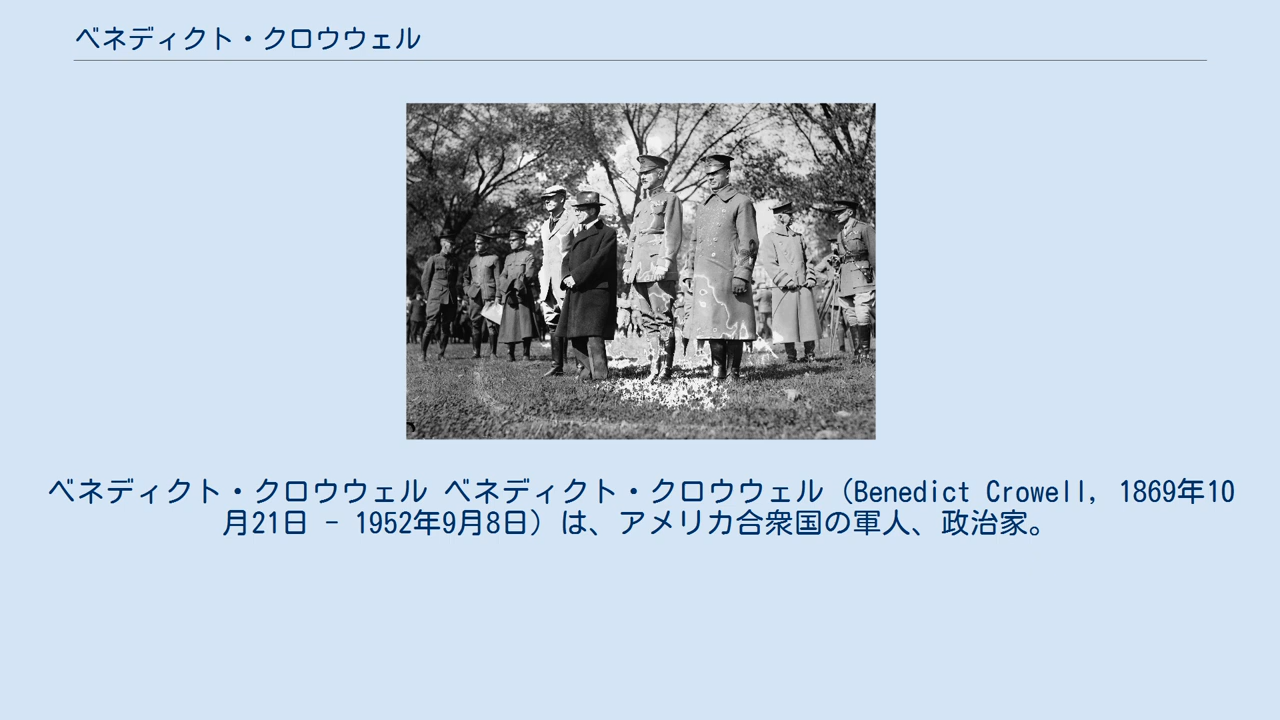 ベネディクト・クロウウェル
ベネディクト・クロウウェル ベネディクト・クロウウェル（Benedict Crowell, 1869年10
月21日 - 1952年9月8日）は、アメリカ合衆国の軍人、政治家。